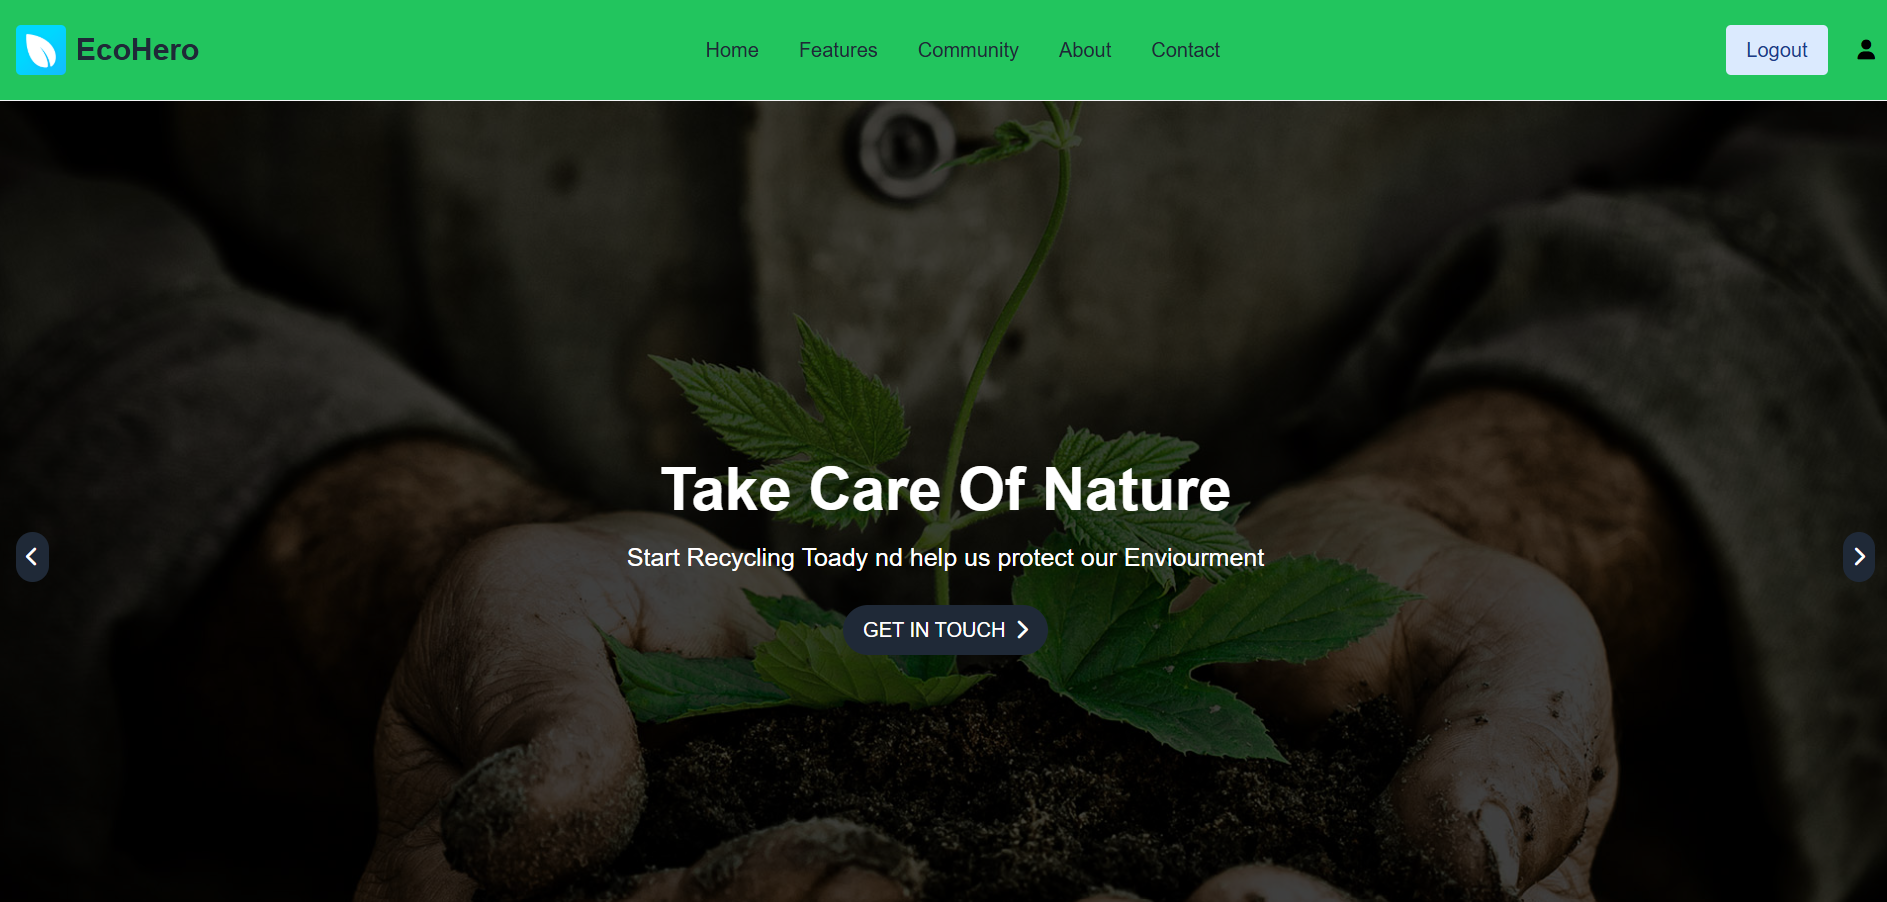 EcoHero
Home Features Community About Contact
Logout
Take Care Of Nature
Start Recycling Toady nd help us protect our Enviourment
GET IN TOUCH